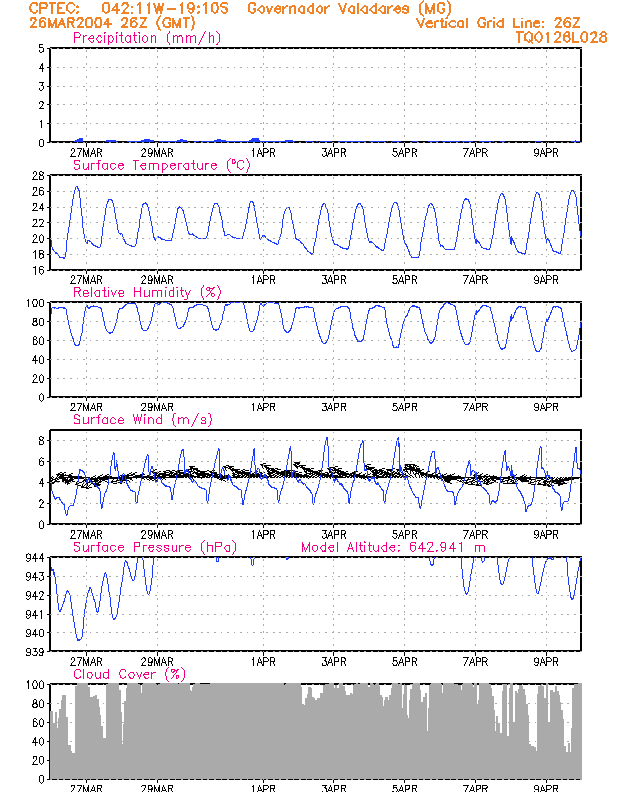 CPTEC: 042:11W-19:10S Governador Valadares (MG)
26MAR2004 26Z (GMT) Vertical Grid Line: 26Z
Precipitation (mm/h) TQ0126L028
5
4
3
2
1
0
27MAR 29MAR 1APR 3APR 5APR 7APR 9APR
Surface Temperature (ºC)
28
26
24
22
20
18
16
27MAR 29MAR 1APR 3APR 5APR 7APR 9APR
Relative Humidity (%)
100
80
60
40
20
0
27MAR 29MAR 1APR 3APR 5APR 7APR 9APR
Surface Wind (m/s)
8
6
4
2
0
27MAR 29MAR 1APR 3APR 5APR 7APR 9APR
Surface Pressure (hPa) Model Altitude: 642.941 m
944
943
942
941
940
939
27MAR 29MAR 1APR 3APR 5APR 7APR 9APR
Cloud Cover (%)
100
80
60
40
20
0
27MAR 29MAR 1APR 3APR 5APR 7APR 9APR